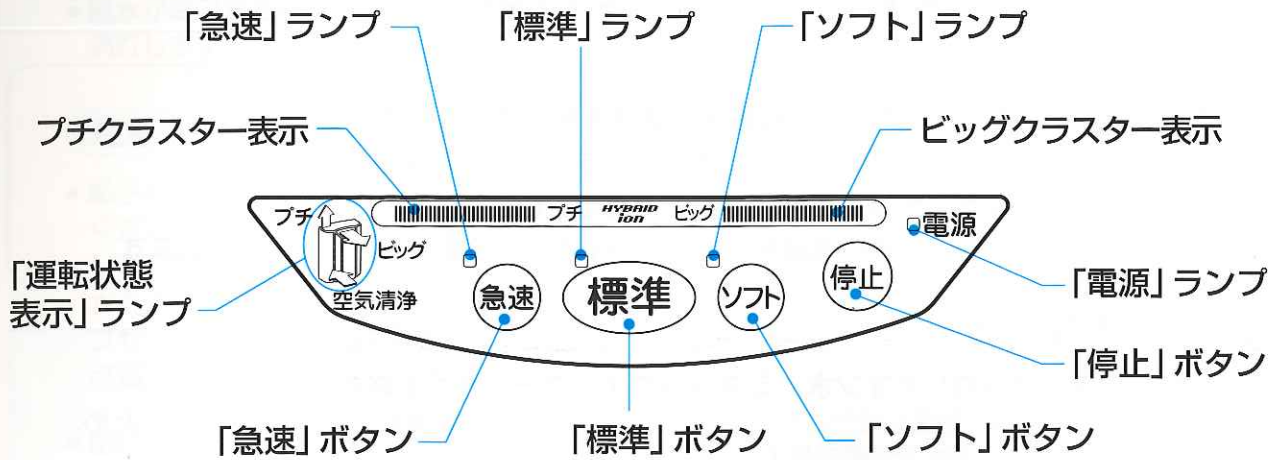 「急速」ランプ
「標準」ランプ
「ソフト」ランプ
プチクラスター表示
ビッグクラスター表示
プチ
HYBRID
ion
ビッグ
プチ
ビッグ
空気清浄
電源
急速
標準
ソフト
停止
「運転状態
表示」ランプ
「電源」ランプ
「停止」ボタン
「急速」ボタン
「標準」ボタン
「ソフト」ボタン